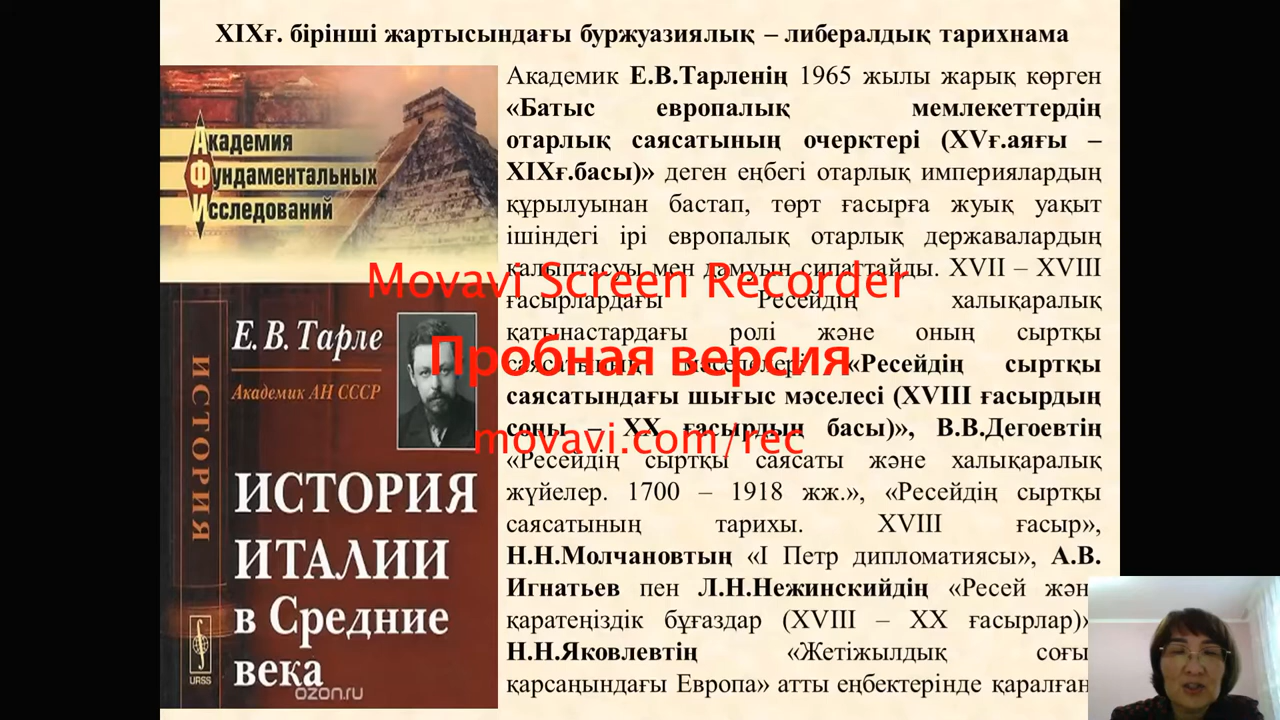 XIXғ. бірінші жартысындағы буржуазиялық – либералдық тарихнама
Академия
Фундаментальных
Исследований
ИСТОРИЯ
Е. В. Тарле
Академик АН СССР
ИСТОРИЯ
ИТАЛИИ
в Средние
века
URSS
ozon.ru
Академик Е.В.Тарленің 1965 жылы жарық көрген
«Батыс европалық мемлекеттердің
отарлық саясатының очерктері (XVғ.аяғы –
XIXғ.басы)» деген еңбегі отарлық империялардың
құрылуынан бастап, төрт ғасырға жуық уақыт
ішіндегі ірі европалық отарлық державалардың
қалыптасуы мен дамуын сипаттайды. XVII – XVIII
ғасырлардағы Ресейдің халықаралық
қатынастардағы ролі және оның сыртқы
саясатының мәселелері «Ресейдің сыртқы
саясатындағы шығыс мәселесі (XVIII ғасырдың
соңы – XX ғасырдың басы)», В.В.Дегоевтің
«Ресейдің сыртқы саясаты және халықаралық
жүйелер. 1700 – 1918 жж.», «Ресейдің сыртқы
саясатының тарихы. XVIII ғасыр»,
Н.Н.Молчановтың «I Петр дипломатиясы», А.В.
Игнатьев пен Л.Н.Нежинскийдің «Ресей жән
қаратеңіздік бұғаздар (XVIII – XX ғасырлар)»
Н.Н.Яковлевтің «Жетіжылдық соғы
қарсаңындағы Европа» атты еңбектерінде қаралған
Movavi Screen Recorder
Пробная версия
movavi.com/rec